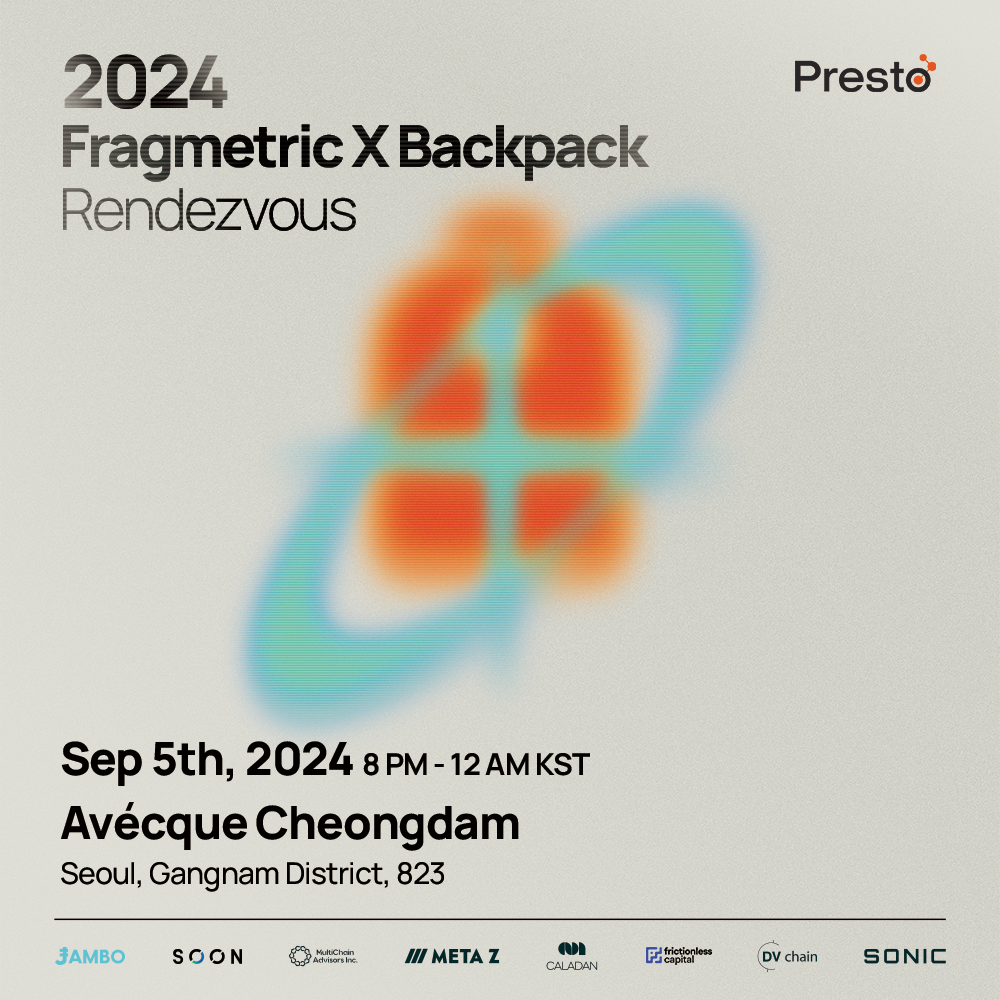 2024
Presto
Fragmetric X Backpack
Rendezvous
Sep 5th, 2024 8 PM - 12 AM KST
Avécque Cheongdam
Seoul, Gangnam District, 823
JAMBO
SOON
MultiChain
Advisors Inc.
META Z
CALADAN
frictionless
capital
DV chain
SONIC